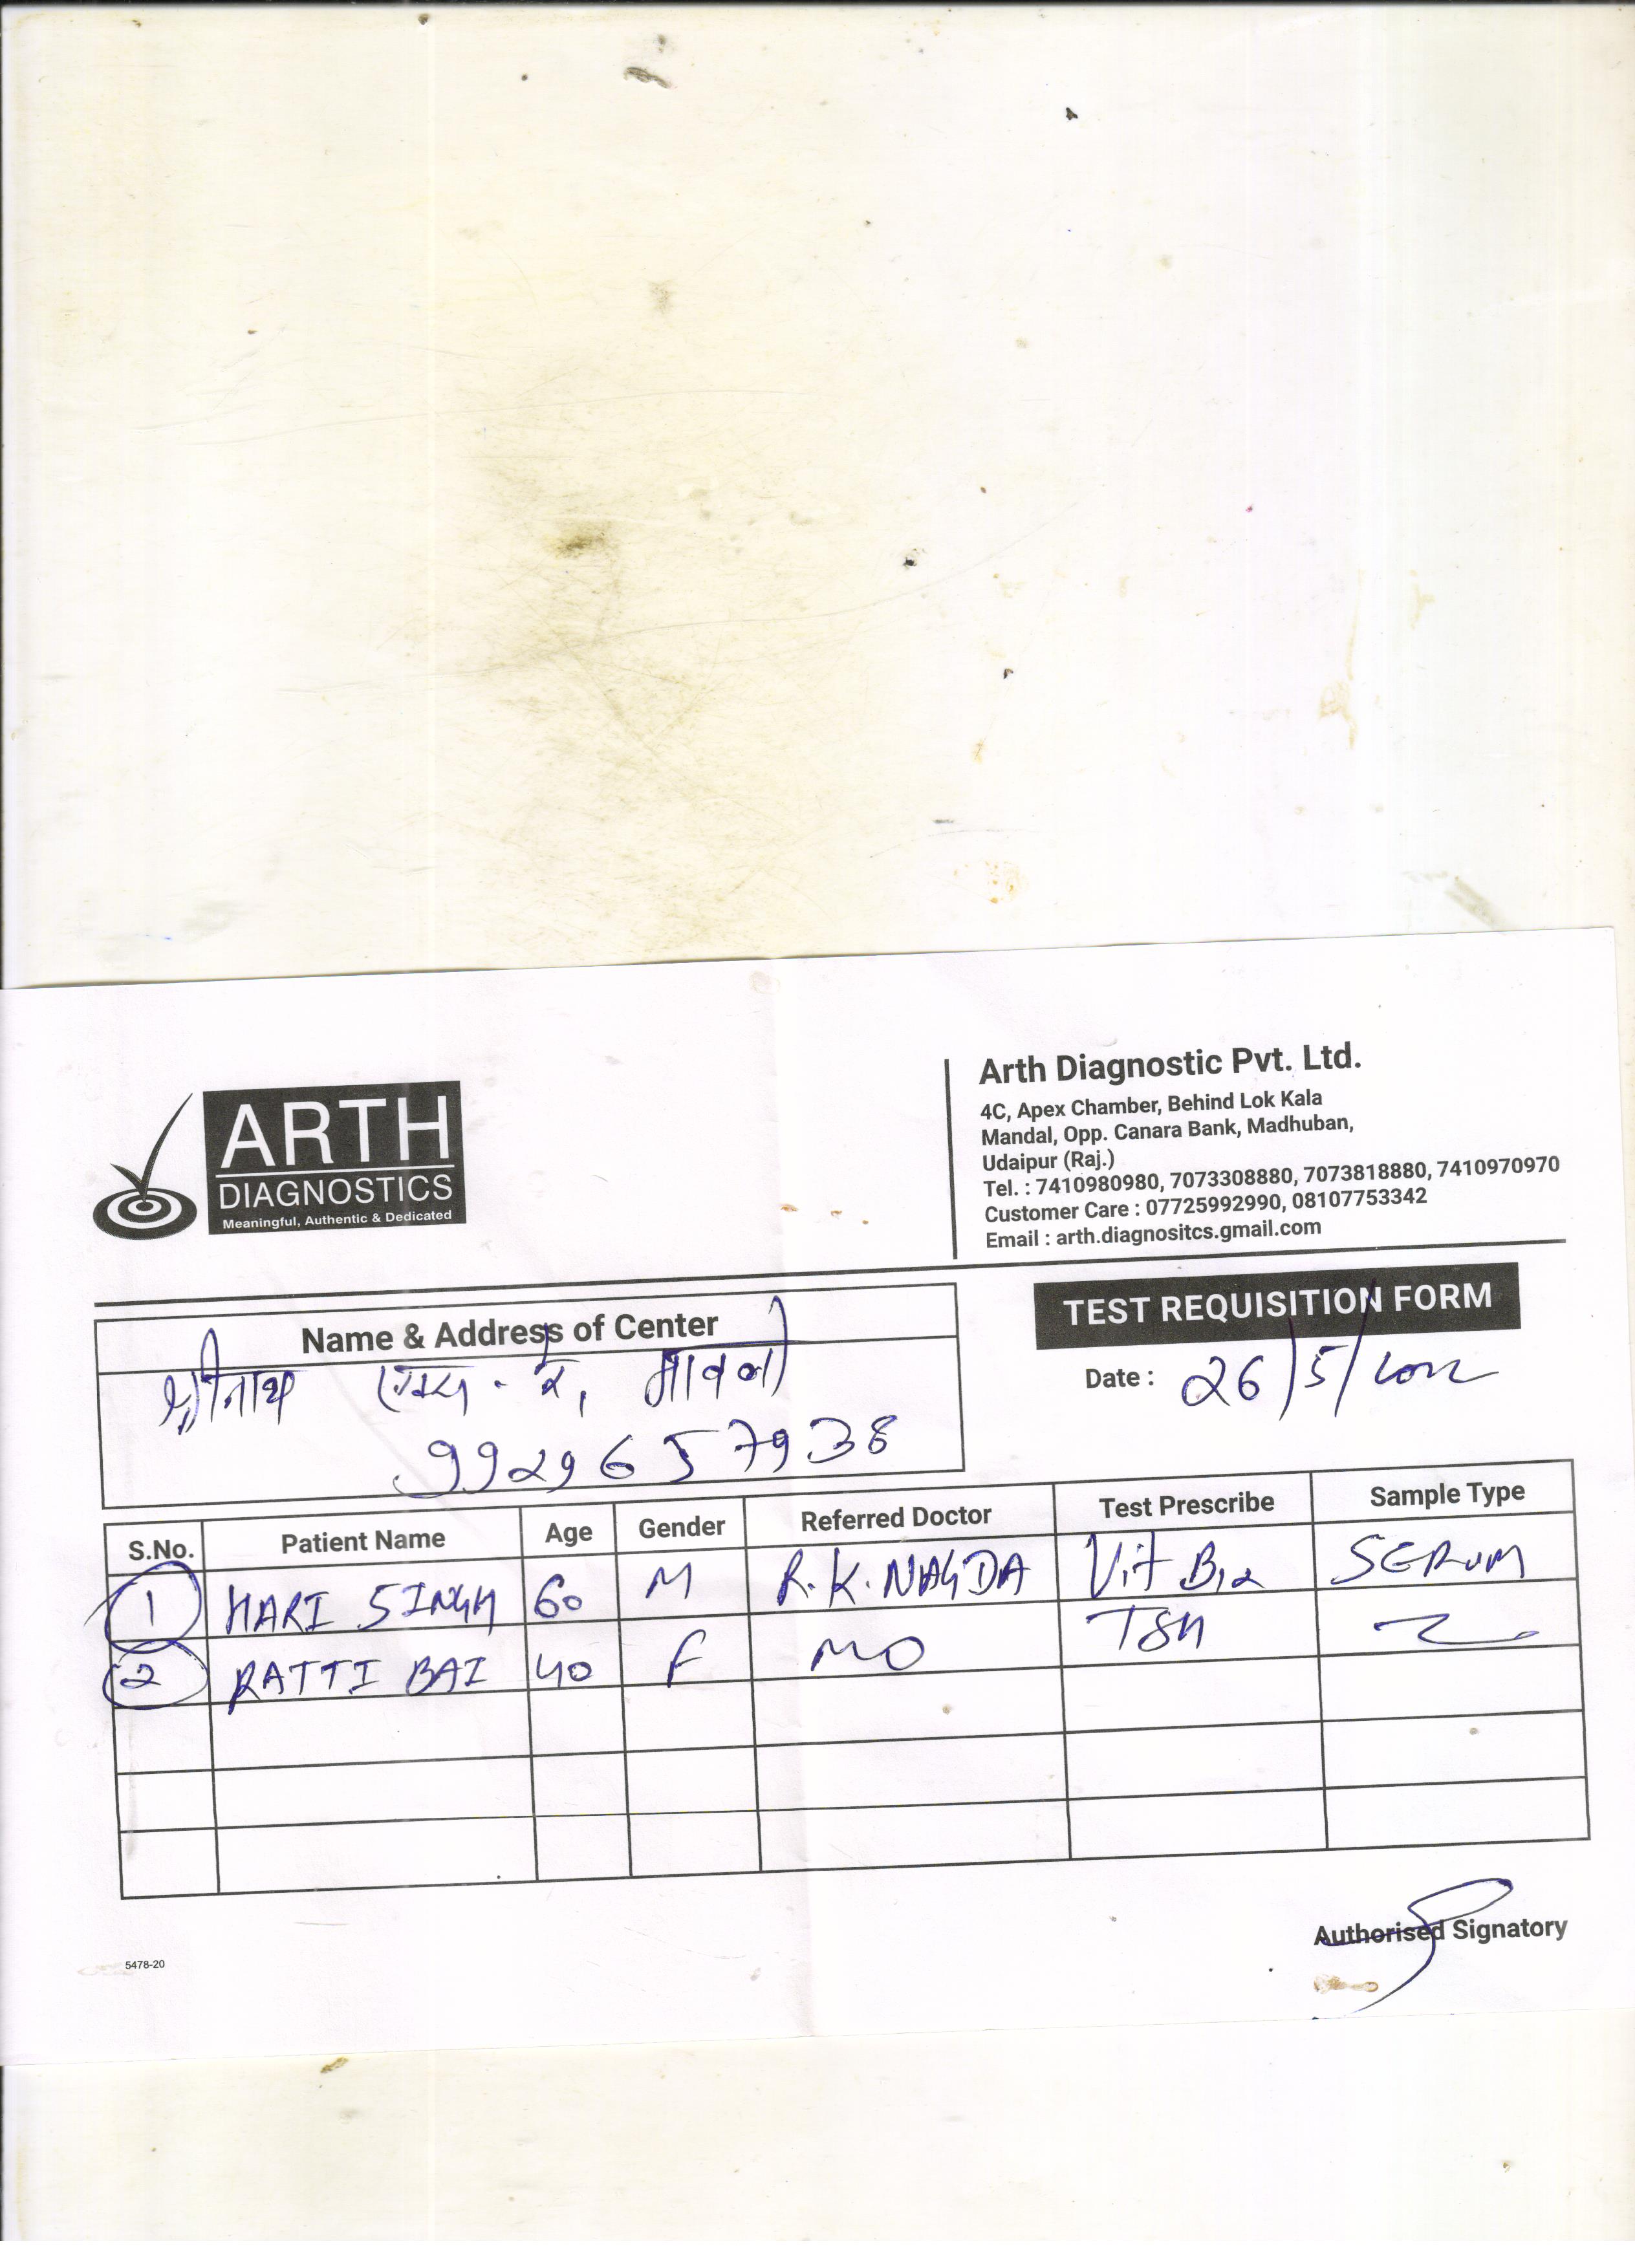 ARTH
DIAGNOSTICS
Meaningful, Authentic & Dedicated
Arth Diagnostic Pvt. Ltd.
4C, Apex Chamber, Behind Lok Kala
Mandal, Opp. Canara Bank, Madhuban,
Udaipur (Raj.)
Tel. : 7410980980, 7073308880, 7073818880, 7410970970
Customer Care : 07725992990, 08107753342
Email : arth.diagnositcs.gmail.com
TEST REQUISITION FORM
Date : 26/5/2022
Name & Address of Center
श्रीनाथ एक्स-रे, मावली
9929657938
S.No. Patient Name Age Gender Referred Doctor Test Prescribe Sample Type
1 HARI SINGH 60 M R.K. NAGDA Vit B12 SERUM
2 RATTI BAI 40 F MO TSH
Authorised Signatory
5478-20